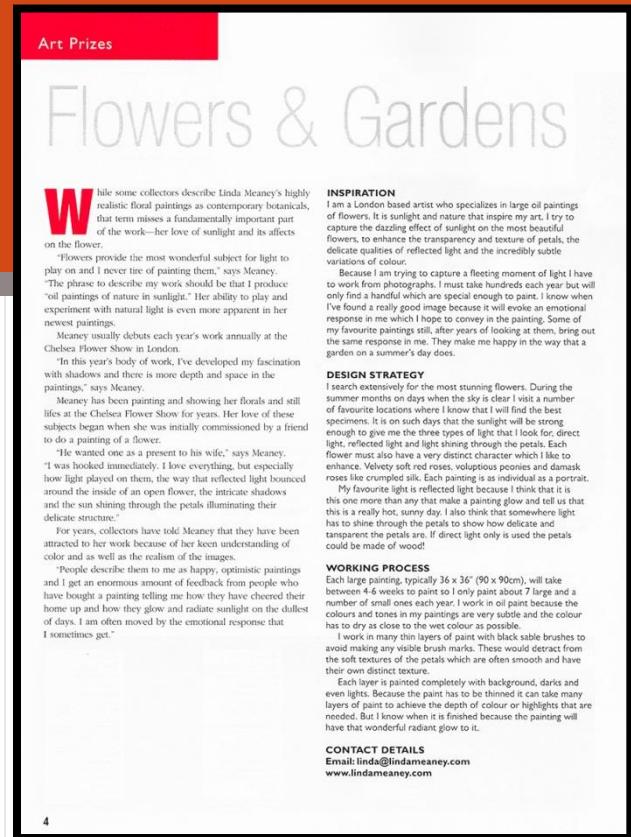 Art Prizes
Flowers & Gardens
While some collectors describe Linda Meaney's highly
realistic floral paintings as contemporary botanicals,
that term misses a fundamentally important part
of the work—her love of sunlight and its affects
on the flower.
"Flowers provide the most wonderful subject for light to
play on and I never tire of painting them," says Meaney.
"The phrase to describe my work should be that I produce
"oil paintings of nature in sunlight." Her ability to play and
experiment with natural light is even more apparent in her
newest paintings.
Meaney usually debuts each year's work annually at the
Chelsea Flower Show in London.
"In this year's body of work, I've developed my fascination
with shadows and there is more depth and space in the
paintings," says Meaney.
Meaney has been painting and showing her florals and still
lifes at the Chelsea Flower Show for years. Her love of these
subjects began when she was initially commissioned by a friend
to do a painting of a flower.
"He wanted one as a present to his wife," says Meaney.
"I was hooked immediately. I love everything, but especially
how light played on them, the way that reflected light bounced
around the inside of an open flower, the intricate shadows
and the sun shining through the petals illuminating their
delicate structure."
For years, collectors have told Meaney that they have been
attracted to her work because of her keen understanding of
color and as well as the realism of the images.
"People describe them to me as happy, optimistic paintings
and I get an enormous amount of feedback from people who
have bought a painting telling me how they have cheered their
home up and how they glow and radiate sunlight on the dullest
of days. I am often moved by the emotional response that
I sometimes get."
INSPIRATION
I am a London based artist who specializes in large oil paintings
of flowers. It is sunlight and nature that inspire my art. I try to
capture the dazzling effect of sunlight on the most beautiful
flowers, to enhance the transparency and texture of petals, the
delicate qualities of reflected light and the incredibly subtle
variations of colour.
Because I am trying to capture a fleeting moment of light I have
to work from photographs. I must take hundreds each year but will
only find a handful which are special enough to paint. I know when
I've found a really good image because it will evoke an emotional
response in me which I hope to convey in the painting. Some of
my favourite paintings still, after years of looking at them, bring out
the same response in me. They make me happy in the way that a
garden on a summer's day does.
DESIGN STRATEGY
I search extensively for the most stunning flowers. During the
summer months on days when the sky is clear I visit a number
of favourite locations where I know that I will find the best
specimens. It is on such days that the sunlight will be strong
enough to give me the three types of light that I look for, direct
light, reflected light and light shining through the petals. Each
flower must also have a very distinct character which I like to
enhance. Velvety soft red roses, voluptious peonies and damask
roses like crumpled silk. Each painting is as individual as a portrait.
My favourite light is reflected light because I think that it is
this one more than any that make a painting glow and tell us that
this is a really hot, sunny day. I also think that somewhere light
has to shine through the petals to show how delicate and
tansparent the petals are. If direct light only is used the petals
could be made of wood!
WORKING PROCESS
Each large painting, typically 36 x 36" (90 x 90cm), will take
between 4-6 weeks to paint so I only paint about 7 large and a
number of small ones each year. I work in oil paint because the
colours and tones in my paintings are very subtle and the colour
has to dry as close to the wet colour as possible.
I work in many thin layers of paint with black sable brushes to
avoid making any visible brush marks. These would detract from
the soft textures of the petals which are often smooth and have
their own distinct texture.
Each layer is painted completely with background, darks and
even lights. Because the paint has to be thinned it can take many
layers of paint to achieve the depth of colour or highlights that are
needed. But I know when it is finished because the painting will
have that wonderful radiant glow to it.
CONTACT DETAILS
Email: linda@lindameaney.com
www.lindameaney.com
4